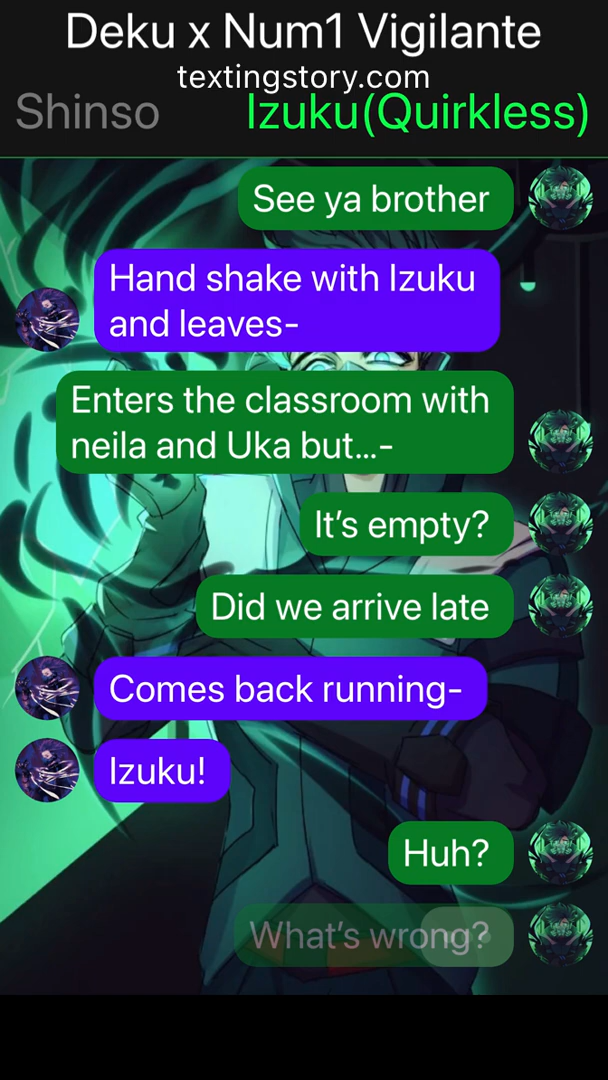 Deku x Num1 Vigilante
textingstory.com
Shinso
Izuku(Quirkless)
See ya brother
Hand shake with Izuku
and leaves-
Enters the classroom with
neila and Uka but...-
It's empty?
Did we arrive late
Comes back running-
Izuku!
Huh?
What's wrong?